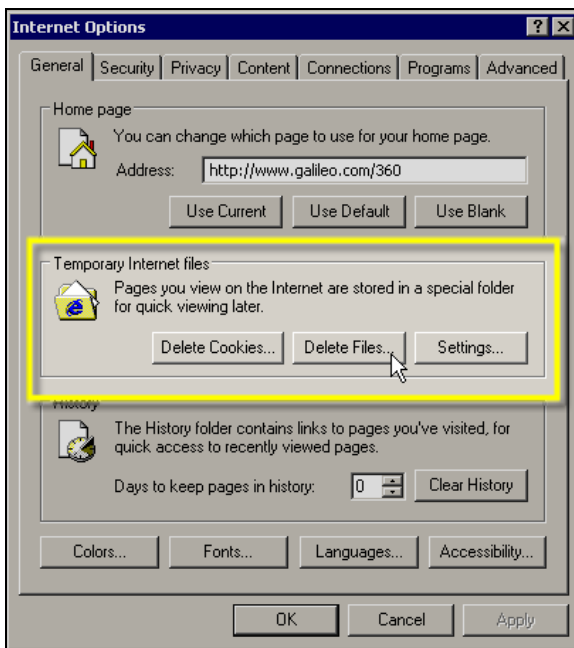 Internet Options
General Security Privacy Content Connections Programs Advanced
Home page
You can change which page to use for your home page.
Address: http://www.galileo.com/360
Use Current Use Default Use Blank
Temporary Internet files
Pages you view on the Internet are stored in a special folder
for quick viewing later.
Delete Cookies... Delete Files... Settings...
History
The History folder contains links to pages you've visited, for
quick access to recently viewed pages.
Days to keep pages in history: 0 Clear History
Colors... Fonts... Languages... Accessibility...
OK Cancel Apply